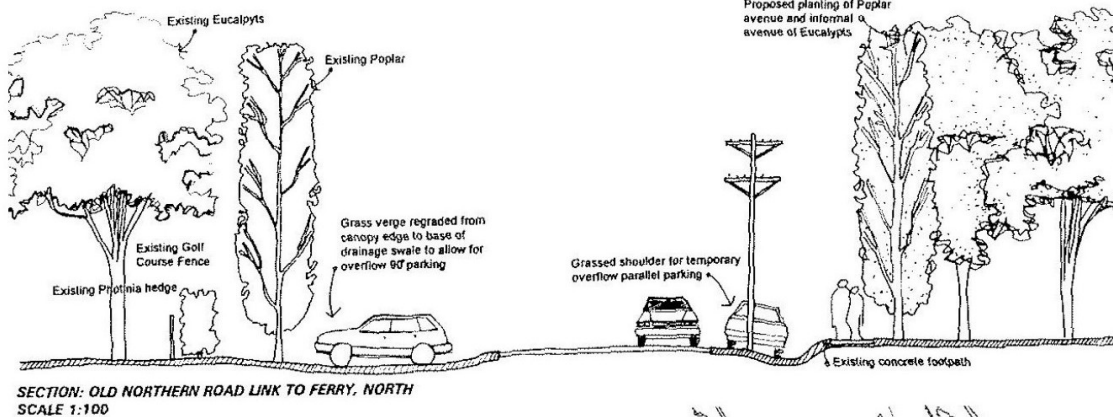 Existing Eucalpyts
Existing Poplar
Proposed planting of Poplar
avenue and informal
avenue of Eucalypts
Grass verge regraded from
canopy edge to base of
drainage swale to allow for
overflow 90° parking
Existing Golf
Course Fence
Existing Photinia hedge
Grassed shoulder for temporary
overflow parallel parking
Existing concrete footpath
SECTION: OLD NORTHERN ROAD LINK TO FERRY, NORTH
SCALE 1:100